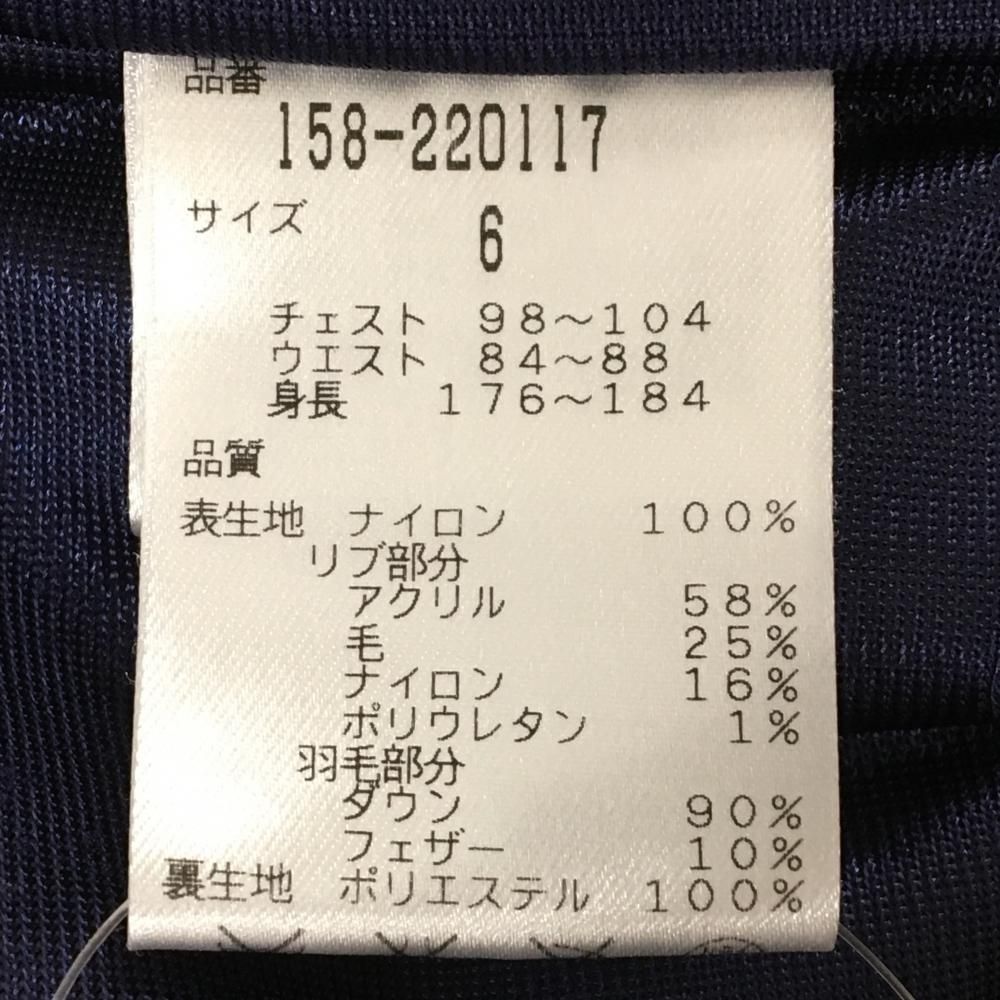 品番
158-220117
サイズ 6
チェスト 98～104
ウエスト 84～88
身長 176～184
品質
表生地 ナイロン 100%
リブ部分
アクリル 58%
毛 25%
ナイロン 16%
ポリウレタン 1%
羽毛部分
ダウン 90%
フェザー 10%
裏生地 ポリエステル 100%